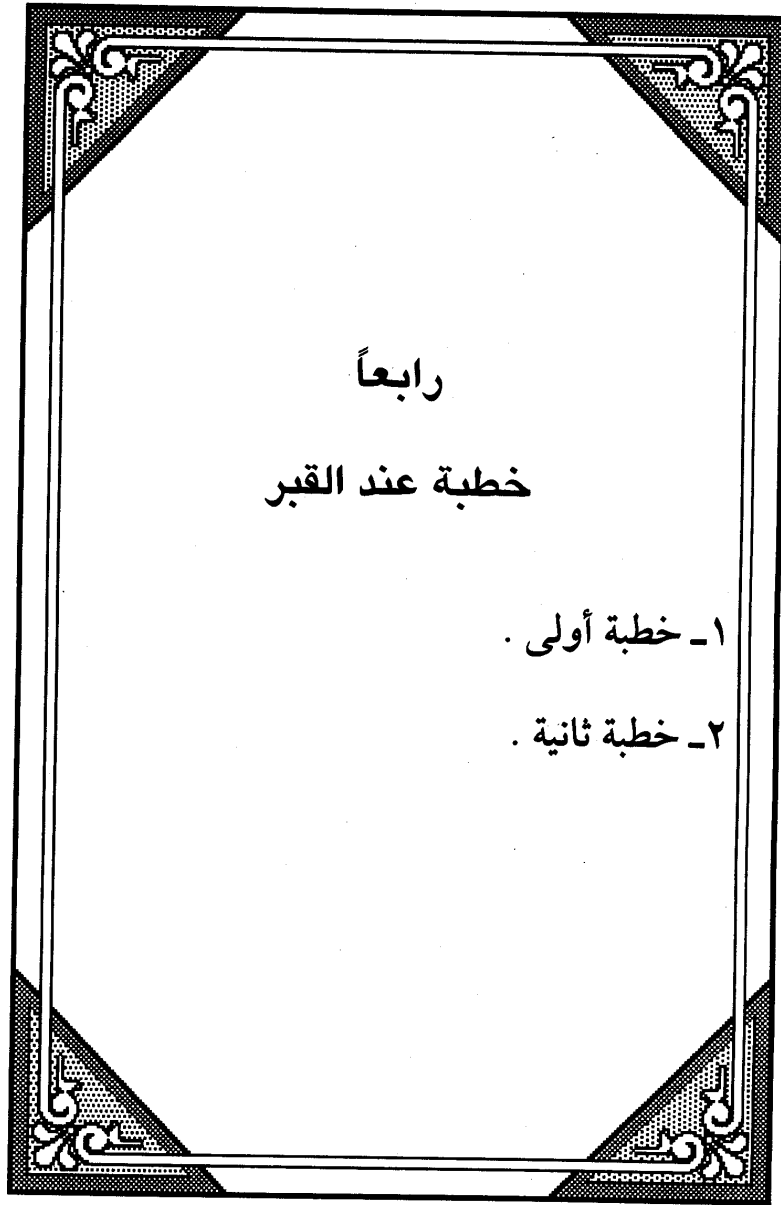 رابعاً
خطبة عند القبر
١ـ خطبة أولى .
٢ـ خطبة ثانية .